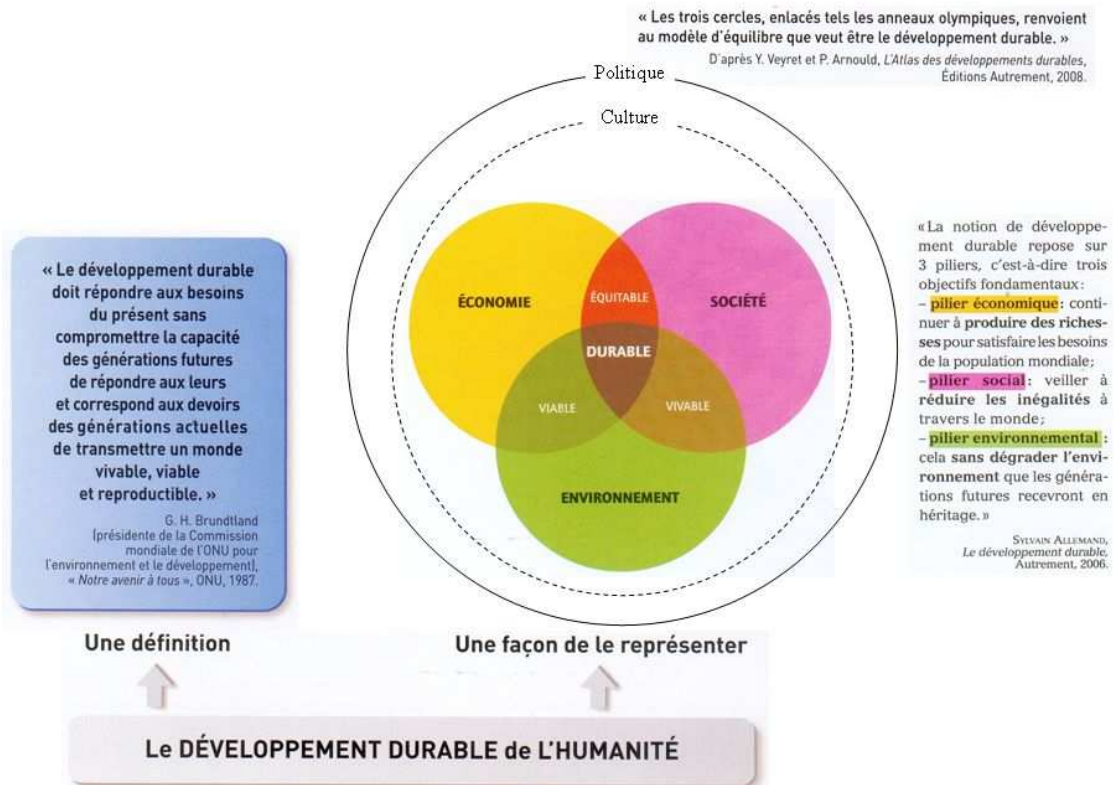 « Les trois cercles, enlacés tels les anneaux olympiques, renvoient
au modèle d'équilibre que veut être le développement durable. »
D'après Y. Veyret et P. Arnould, L'Atlas des développements durables,
Éditions Autrement, 2008.
Politique
Culture
ÉCONOMIE
ÉQUITABLE
SOCIÉTÉ
DURABLE
VIABLE
VIVABLE
ENVIRONNEMENT
« Le développement durable
doit répondre aux besoins
du présent sans
compromettre la capacité
des générations futures
de répondre aux leurs
et correspond aux devoirs
des générations actuelles
de transmettre un monde
vivable, viable
et reproductible. »
G. H. Brundtland
(présidente de la Commission
mondiale de l'ONU pour
l'environnement et le développement),
« Notre avenir à tous », ONU, 1987.
«La notion de développe-
ment durable repose sur
3 piliers, c'est-à-dire trois
objectifs fondamentaux :
– pilier économique : conti-
nuer à produire des riches-
ses pour satisfaire les besoins
de la population mondiale;
– pilier social : veiller à
réduire les inégalités à
travers le monde;
– pilier environnemental :
cela sans dégrader l'envi-
ronnement que les généra-
tions futures recevront en
héritage.»
SYLVAIN ALLEMAND,
Le développement durable,
Autrement, 2006.
Une définition
Une façon de le représenter
Le DÉVELOPPEMENT DURABLE de L'HUMANITÉ